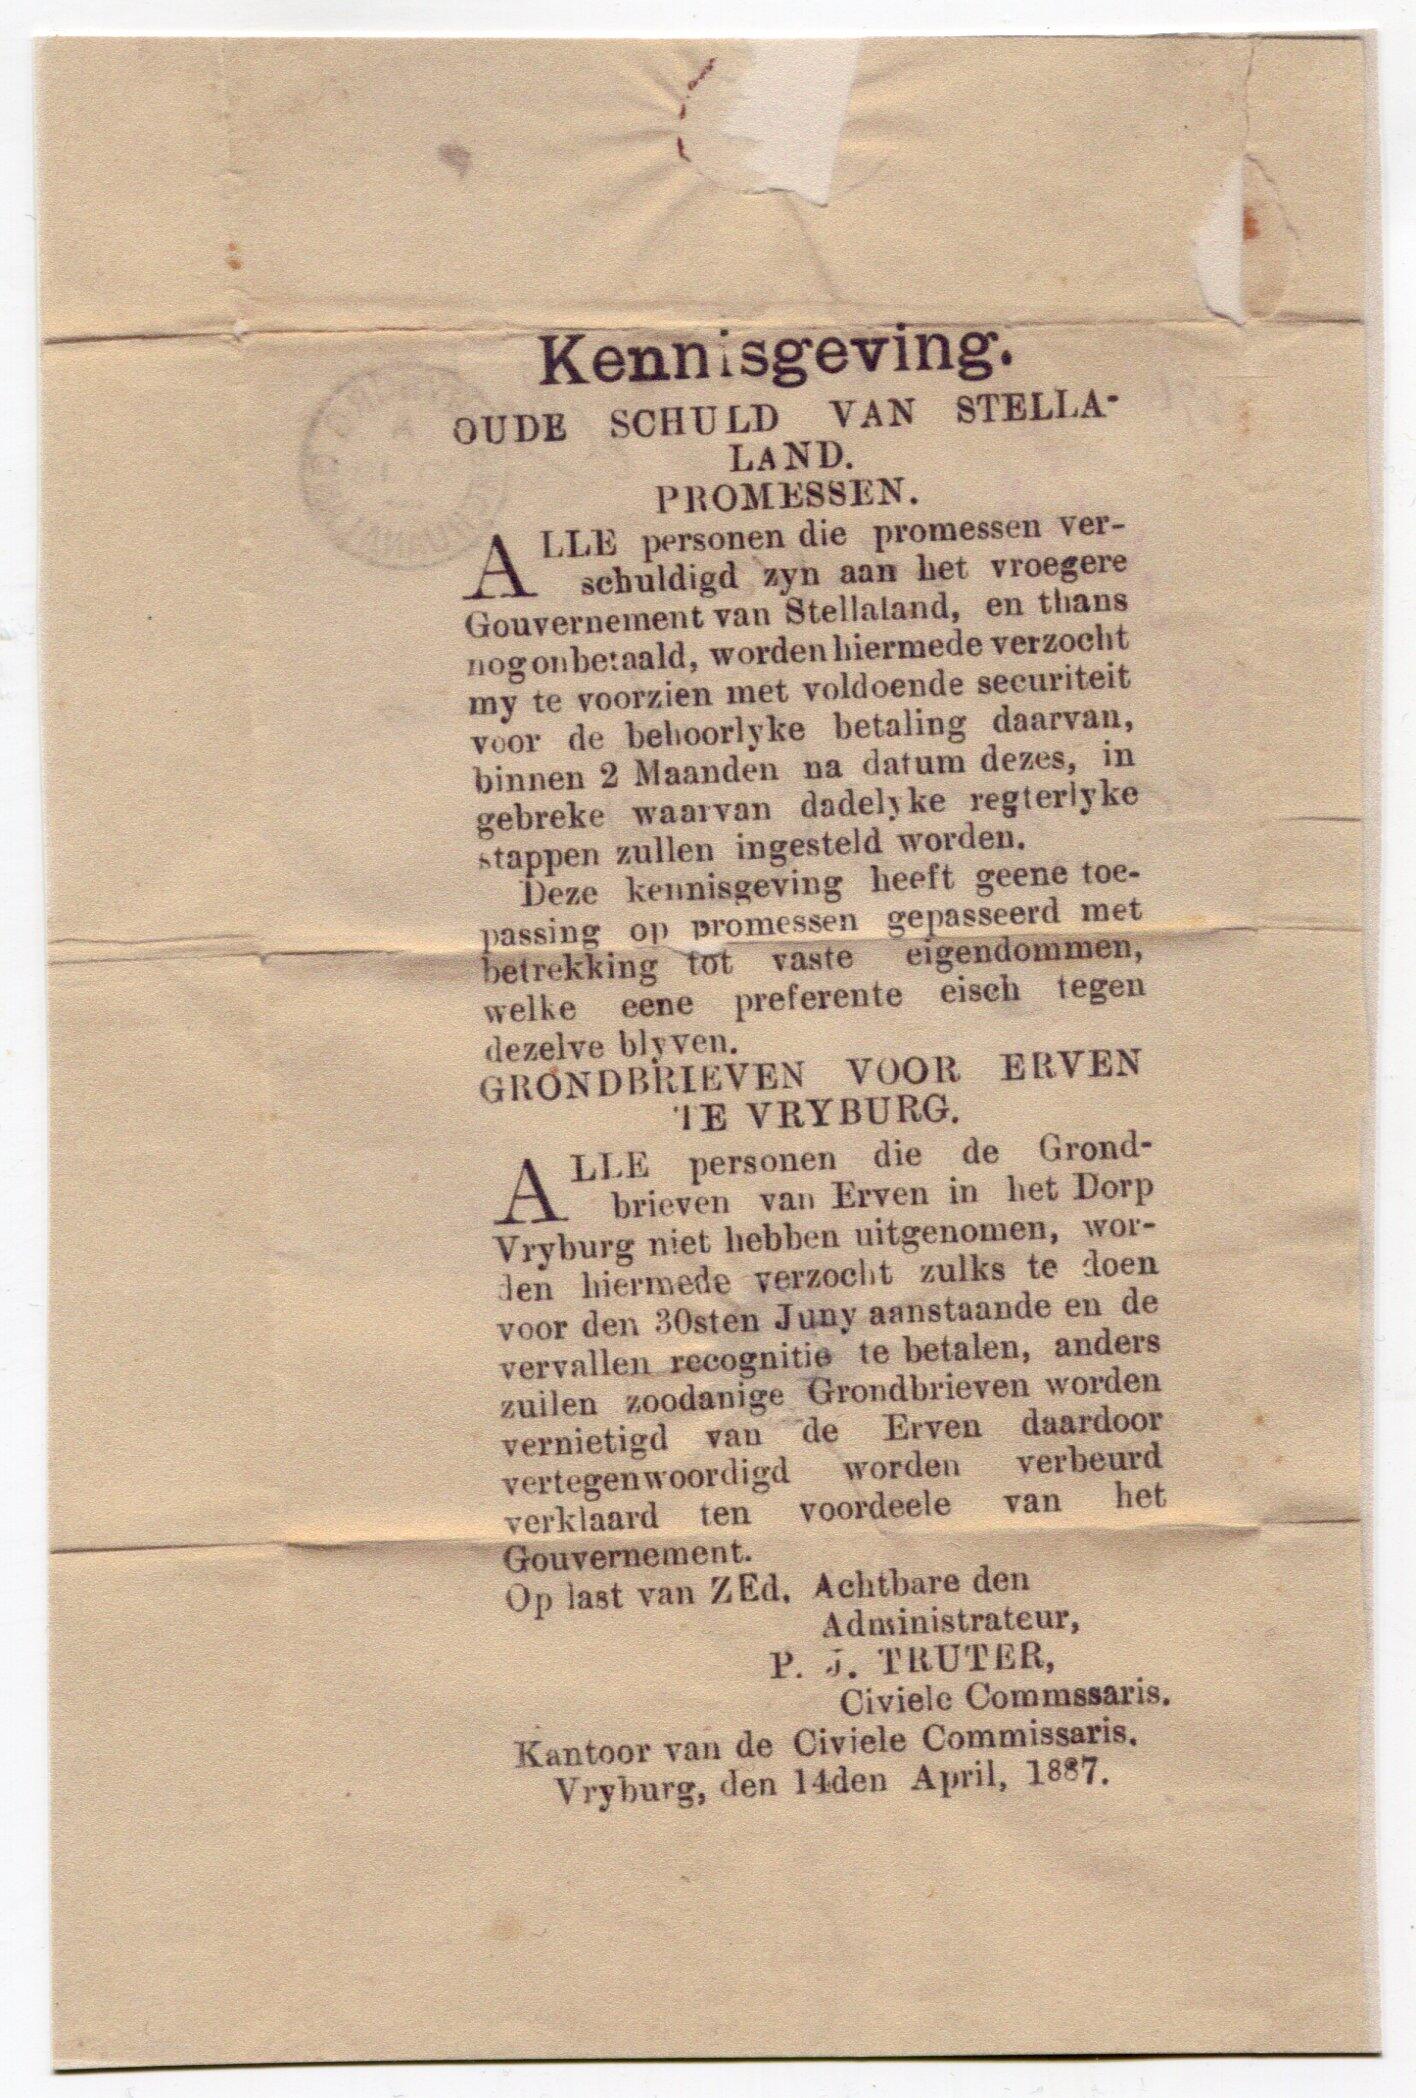 Kennisgeving.
OUDE SCHULD VAN STELLA-
LAND.
PROMESSEN.
ALLE personen die promessen ver-
schuldigd zyn aan het vroegere
Gouvernement van Stellaland, en thans
nog onbetaald, worden hiermede verzocht
my te voorzien met voldoende securiteit
voor de behoorlyke betaling daarvan,
binnen 2 Maanden na datum dezes, in
gebreke waarvan dadelyke regterlyke
stappen zullen ingesteld worden.
Deze kennisgeving heeft geene toe-
passing op promessen gepasseerd met
betrekking tot vaste eigendommen,
welke eene preferente eisch tegen
dezelve blyven.
GRONDBRIEVEN VOOR ERVEN
TE VRYBURG.
ALLE personen die de Grond-
brieven van Erven in het Dorp
Vryburg niet hebben uitgenomen, wor-
den hiermede verzocht zulks te doen
voor den 30sten Juny aanstaande en de
vervallen recognitie te betalen, anders
zullen zoodanige Grondbrieven worden
vernietigd van de Erven daardoor
vertegenwoordigd worden verbeurd
verklaard ten voordeele van het
Gouvernement.
Op last van ZEd. Achtbare den
Administrateur,
P. J. TRUTER,
Civiele Commssaris.
Kantoor van de Civiele Commissaris.
Vryburg, den 14den April, 1887.